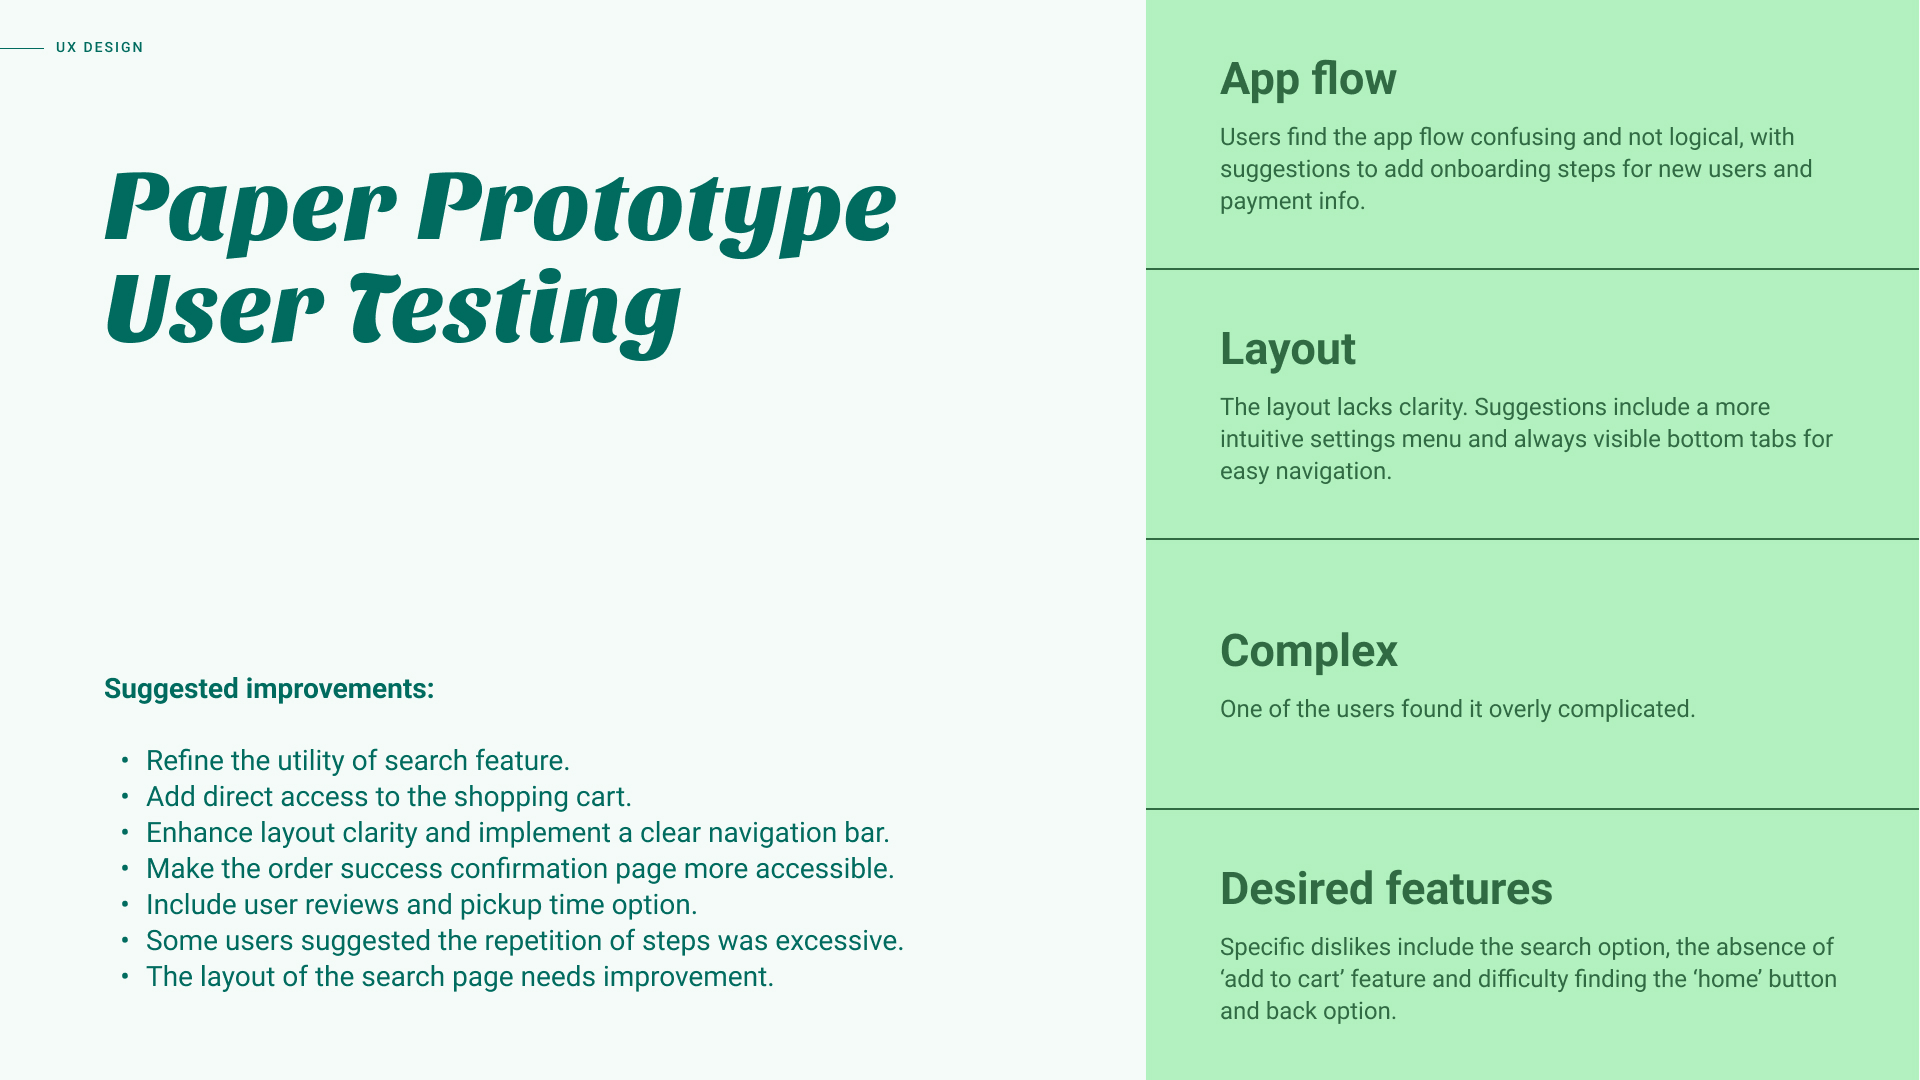 UX DESIGN
Paper Prototype
User Testing
Suggested improvements:
• Refine the utility of search feature.
• Add direct access to the shopping cart.
• Enhance layout clarity and implement a clear navigation bar.
• Make the order success confirmation page more accessible.
• Include user reviews and pickup time option.
• Some users suggested the repetition of steps was excessive.
• The layout of the search page needs improvement.
App flow
Users find the app flow confusing and not logical, with
suggestions to add onboarding steps for new users and
payment info.
Layout
The layout lacks clarity. Suggestions include a more
intuitive settings menu and always visible bottom tabs for
easy navigation.
Complex
One of the users found it overly complicated.
Desired features
Specific dislikes include the search option, the absence of
‘add to cart’ feature and difficulty finding the ‘home’ button
and back option.